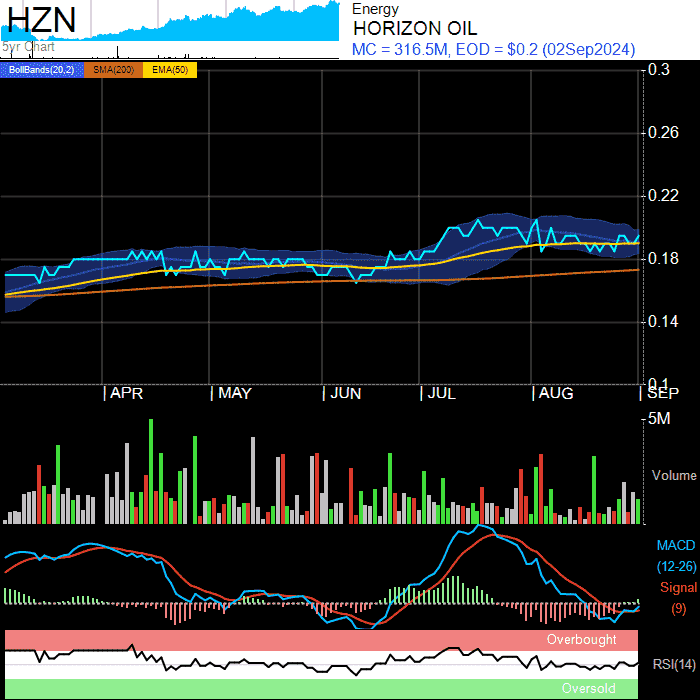 HZN
5yr Chart
Energy
HORIZON OIL
MC = 316.5M, EOD = $0.2 (02Sep2024)
BollBands(20,2) SMA(200) EMA(50)
0.3
0.26
0.22
0.18
0.14
0.1
APR MAY JUN JUL AUG SEP
5M
Volume
MACD
(12-26)
Signal
(9)
Overbought
RSI(14)
Oversold